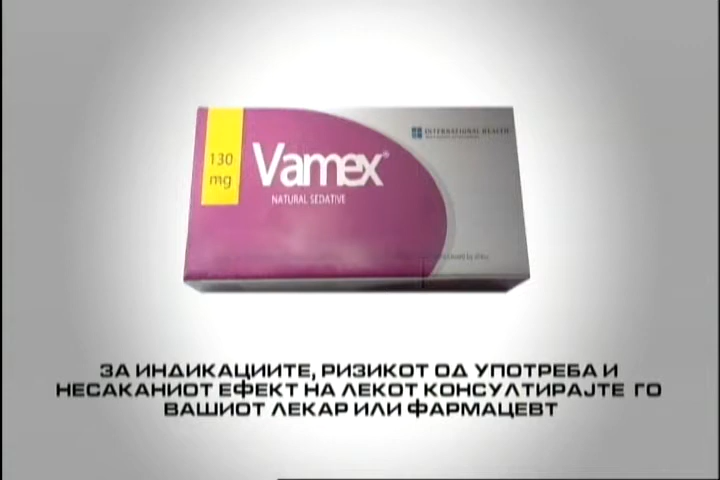 130
mg
Vamex®
NATURAL SEDATIVE
INTERNATIONAL HEALTH
ЗА ИНДИКАЦИИТЕ, РИЗИКОТ ОД УПОТРЕБА И
НЕСАКАНИОТ ЕФЕКТ НА ЛЕКОТ КОНСУЛТИРАЈТЕ ГО
ВАШИОТ ЛЕКАР ИЛИ ФАРМАЦЕВТ